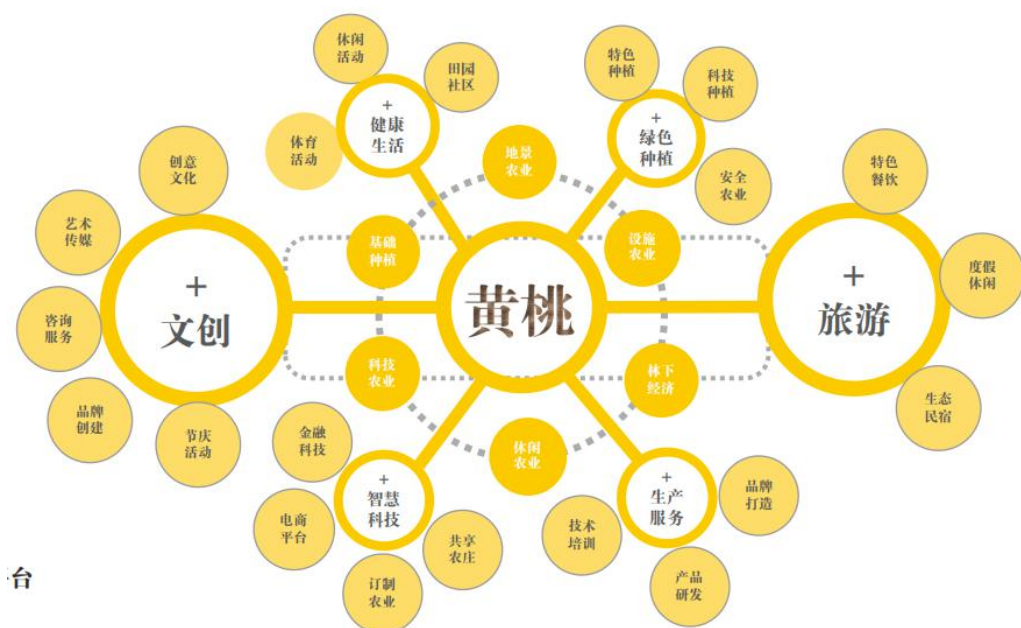 休闲
活动
田园
社区
体育
活动
+
健康
生活
特色
种植
科技
种植
+
绿色
种植
安全
农业
地景
农业
基础
种植
设施
农业
创意
文化
艺术
传媒
咨询
服务
品牌
创建
节庆
活动
+
文创
黄桃
+
旅游
特色
餐饮
度假
休闲
生态
民宿
科技
农业
林下
经济
休闲
农业
金融
科技
电商
平台
订制
农业
共享
农庄
+
智慧
科技
+
生产
服务
技术
培训
品牌
打造
产品
研发
台